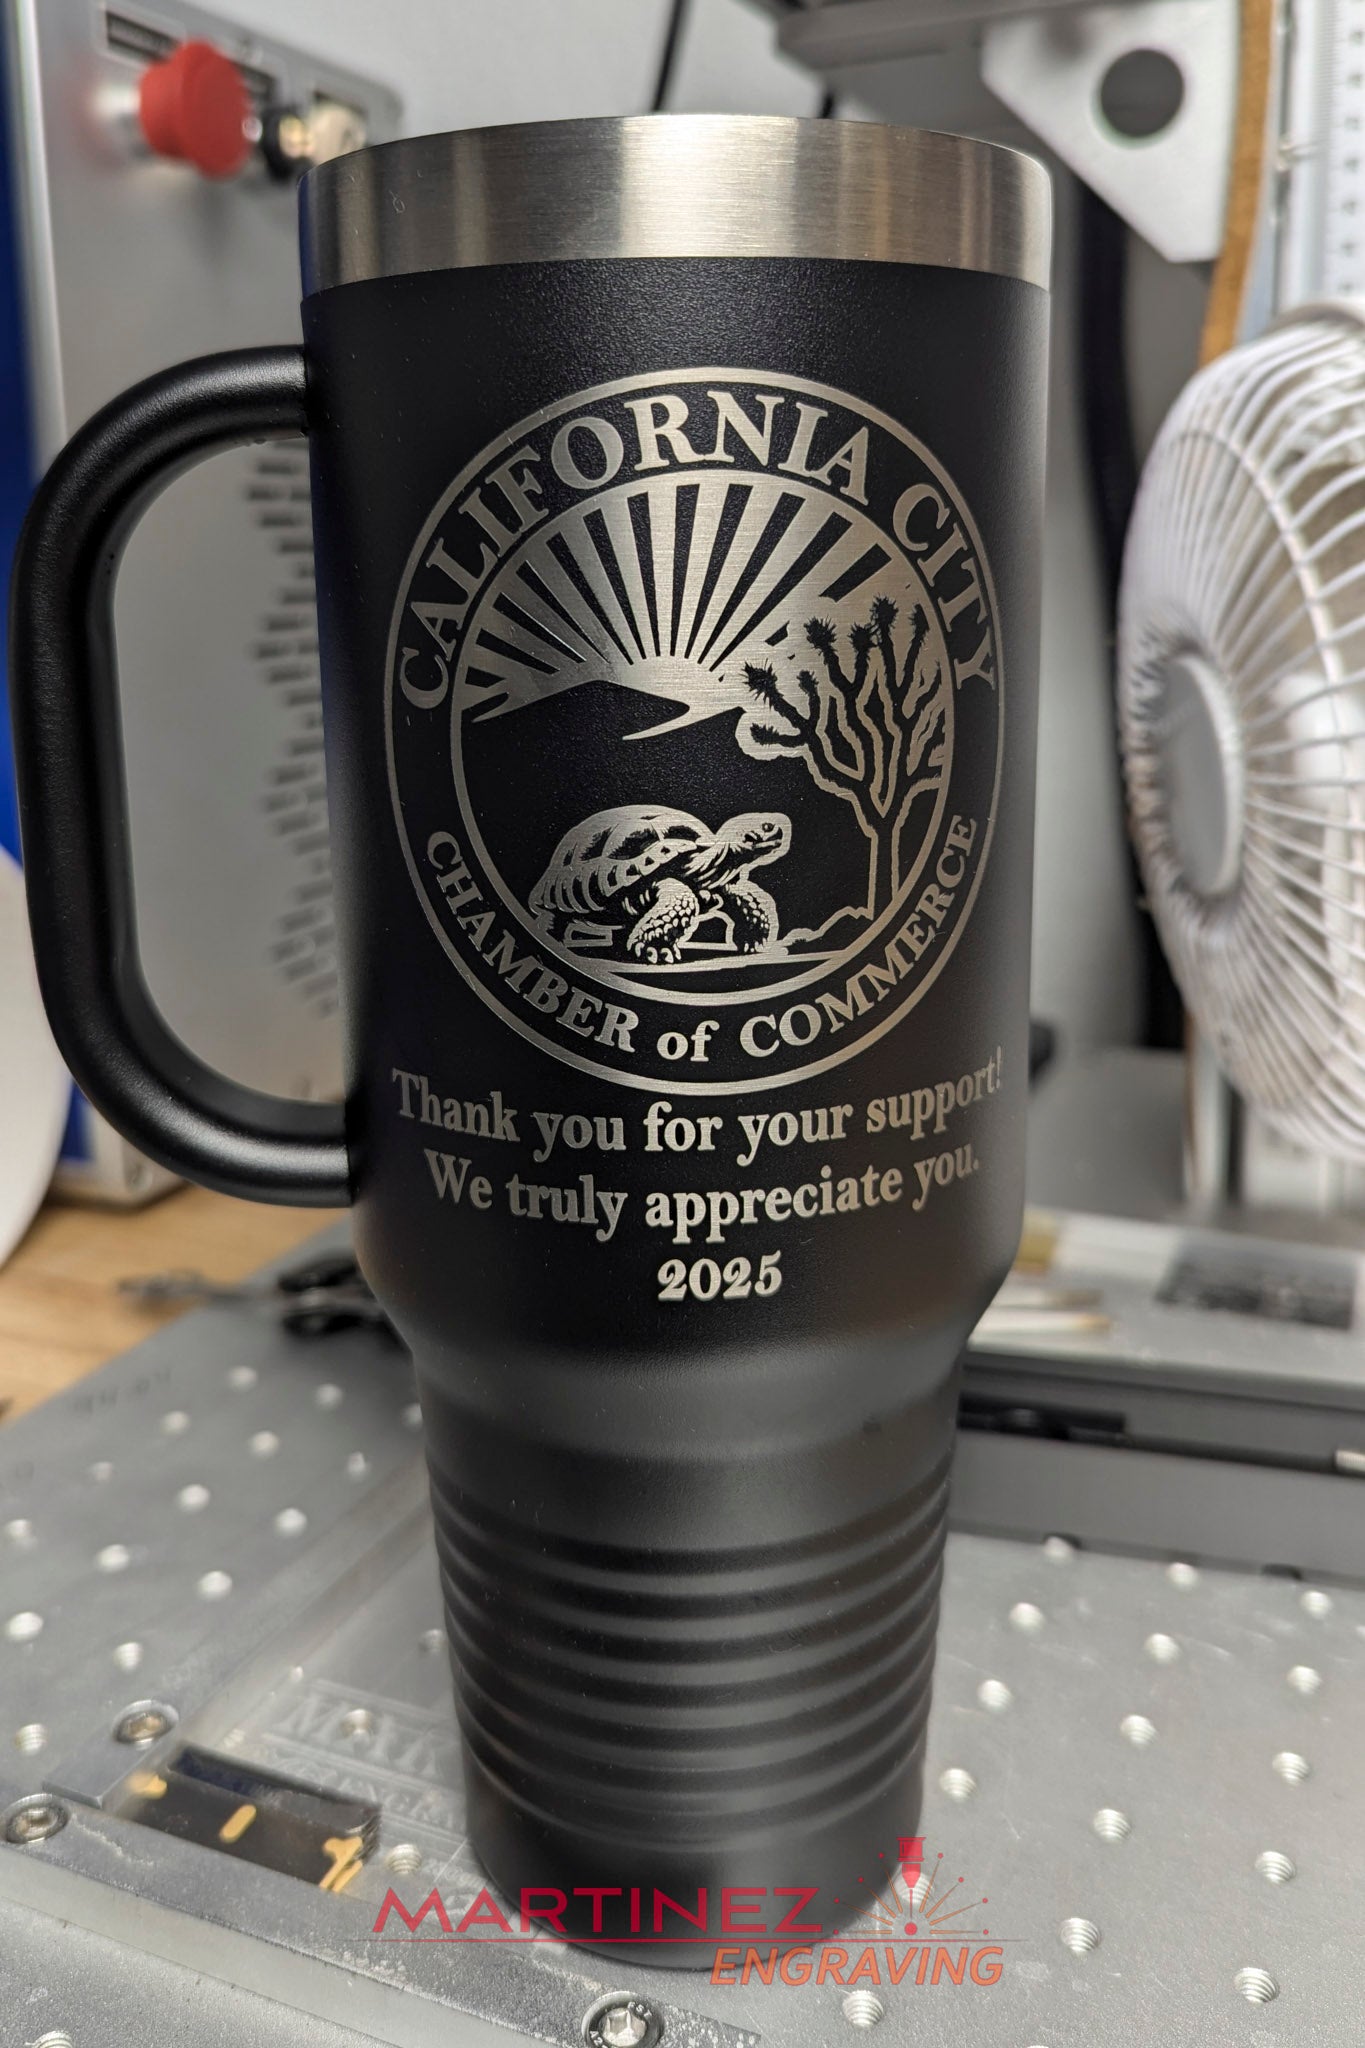 CALIFORNIA CITY
CHAMBER of COMMERCE
Thank you for your support!
We truly appreciate you.
2025
MARTINEZ
ENGRAVING